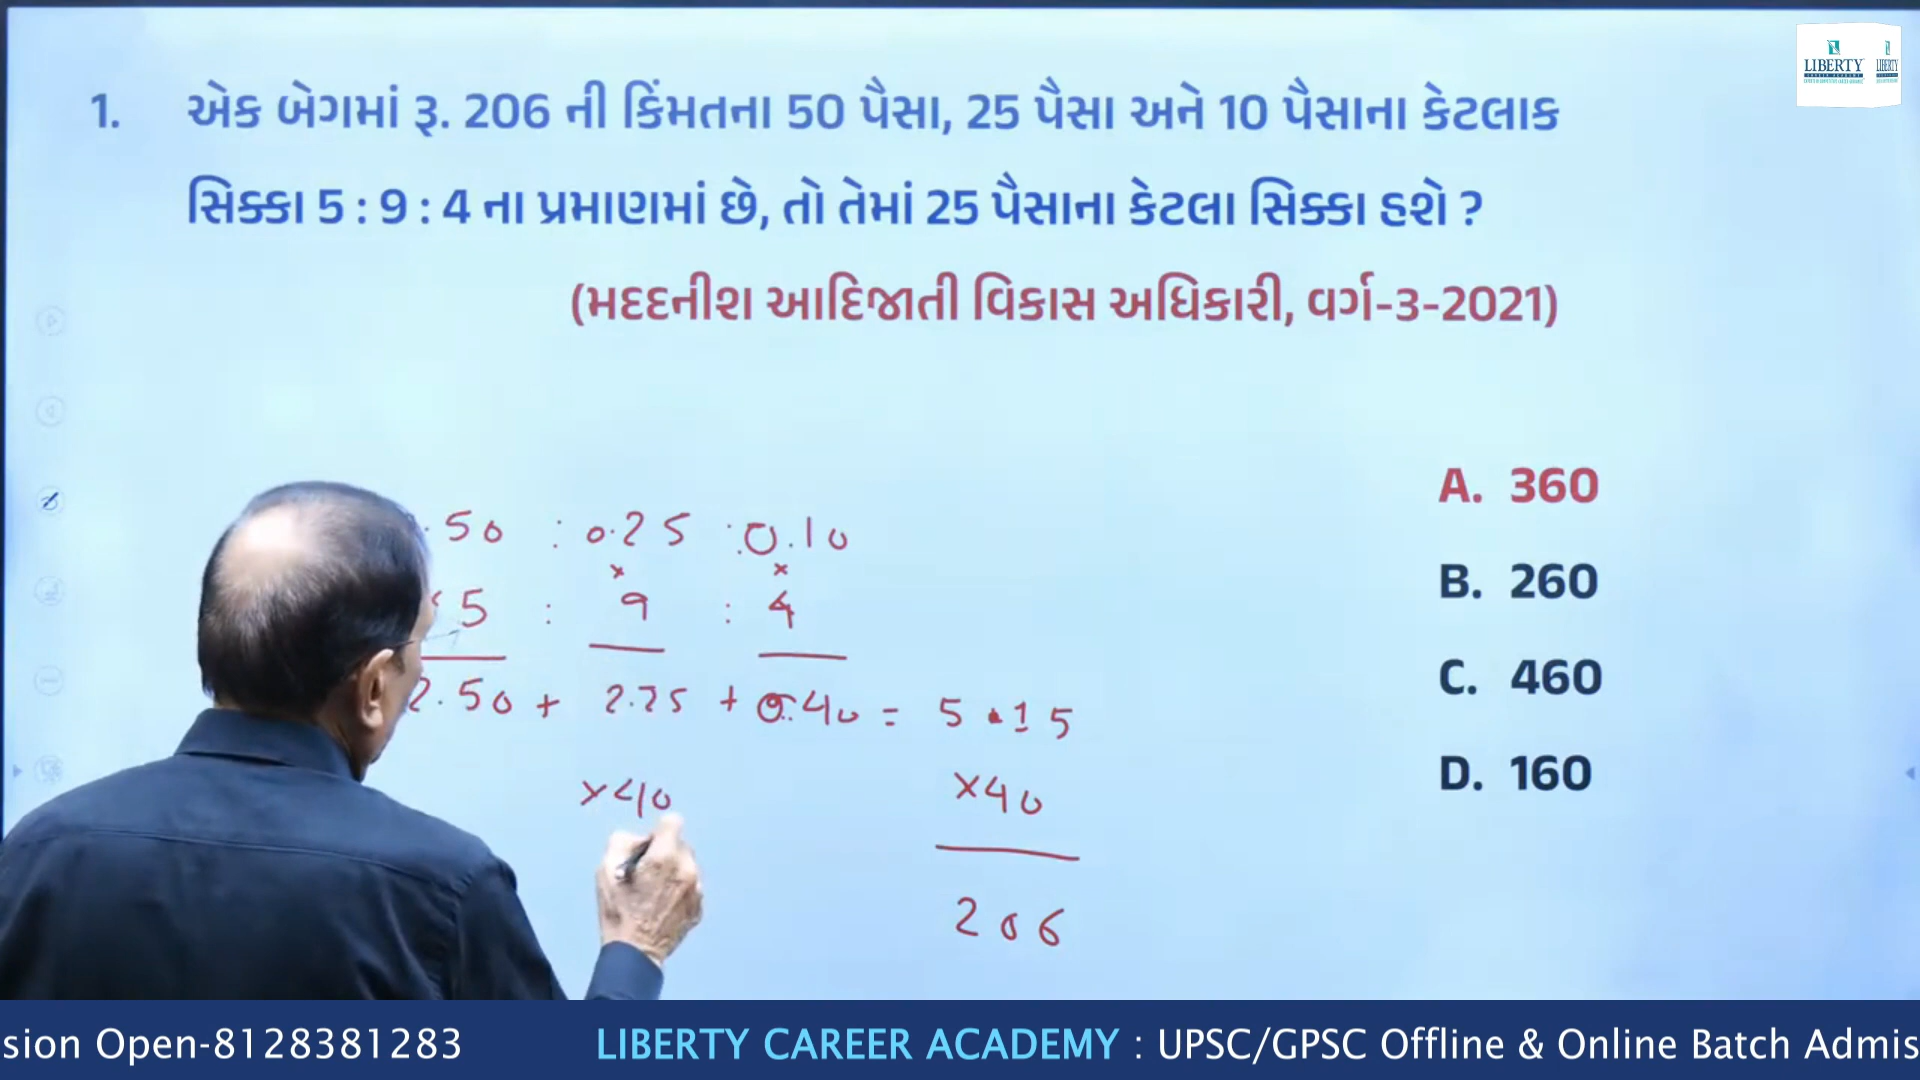 LIBERTY LIBERTY
1. એક બેગમાં રૂ. 206 ની કિંમતના 50 પૈસા, 25 પૈસા અને 10 પૈસાના કેટલાક
સિક્કા 5 : 9 : 4 ના પ્રમાણમાં છે, તો તેમાં 25 પૈસાના કેટલા સિક્કા હશે ?
(મદદનીશ આદિજાતી વિકાસ અધિકારી, વર્ગ-3-2021)
A. 360
B. 260
C. 460
D. 160
.50 : 0.25 : 0.10
× ×
5 : 9 : 4
2.50 + 2.25 + 0.40 = 5.15
×40 ×40
206
sion Open-8128381283 LIBERTY CAREER ACADEMY : UPSC/GPSC Offline & Online Batch Admis